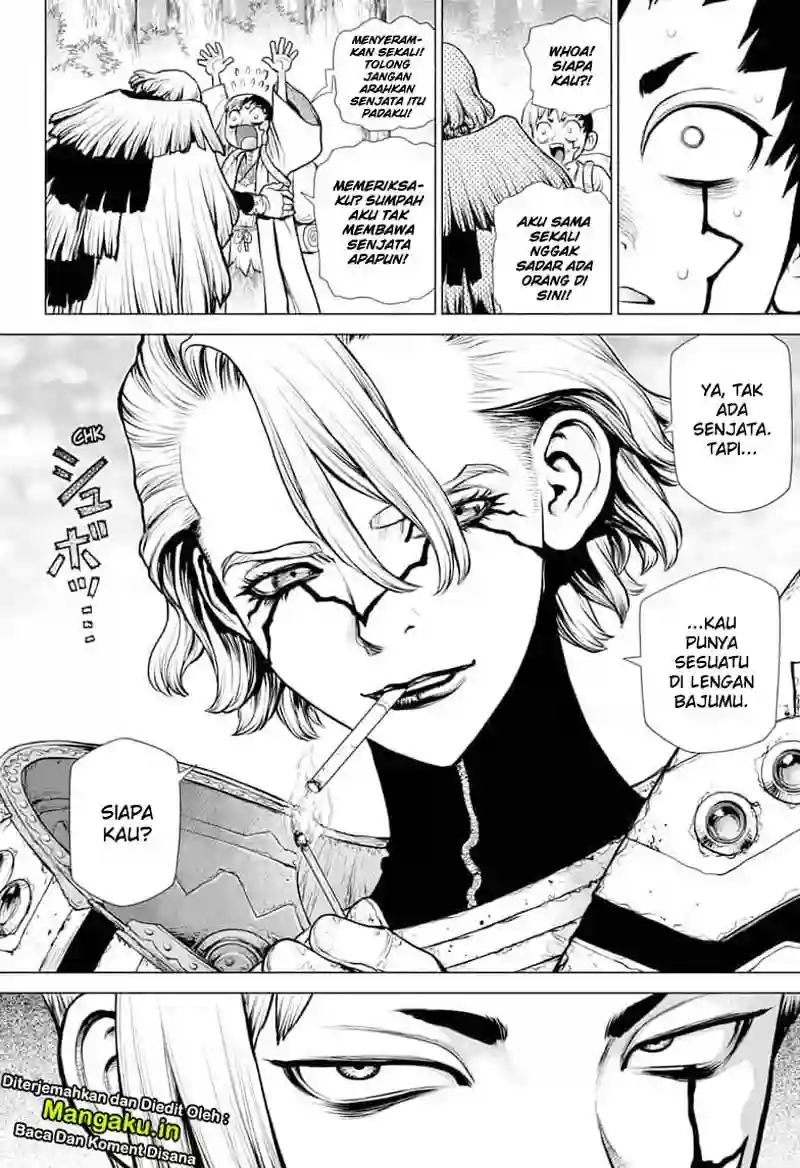 WHOA!
SIAPA
KAU?!
AKU SAMA
SEKALI
NGGAK
SADAR ADA
ORANG DI
SINI!
MENYERAM-
KAN SEKALI!
TOLONG
JANGAN
ARAHKAN
SENJATA ITU
PADAKU!
MEMERIKSA-
KU? SUMPAH
AKU TAK
MEMBAWA
SENJATA
APAPUN!
YA, TAK
ADA
SENJATA.
TAPI...
...KAU
PUNYA
SESUATU
DI LENGAN
BAJUMU.
CHK
シュボッ…
SIAPA
KAU?
Diterjemahkan dan Diedit Oleh :
Mangaku.in
Baca Dan Koment Disana